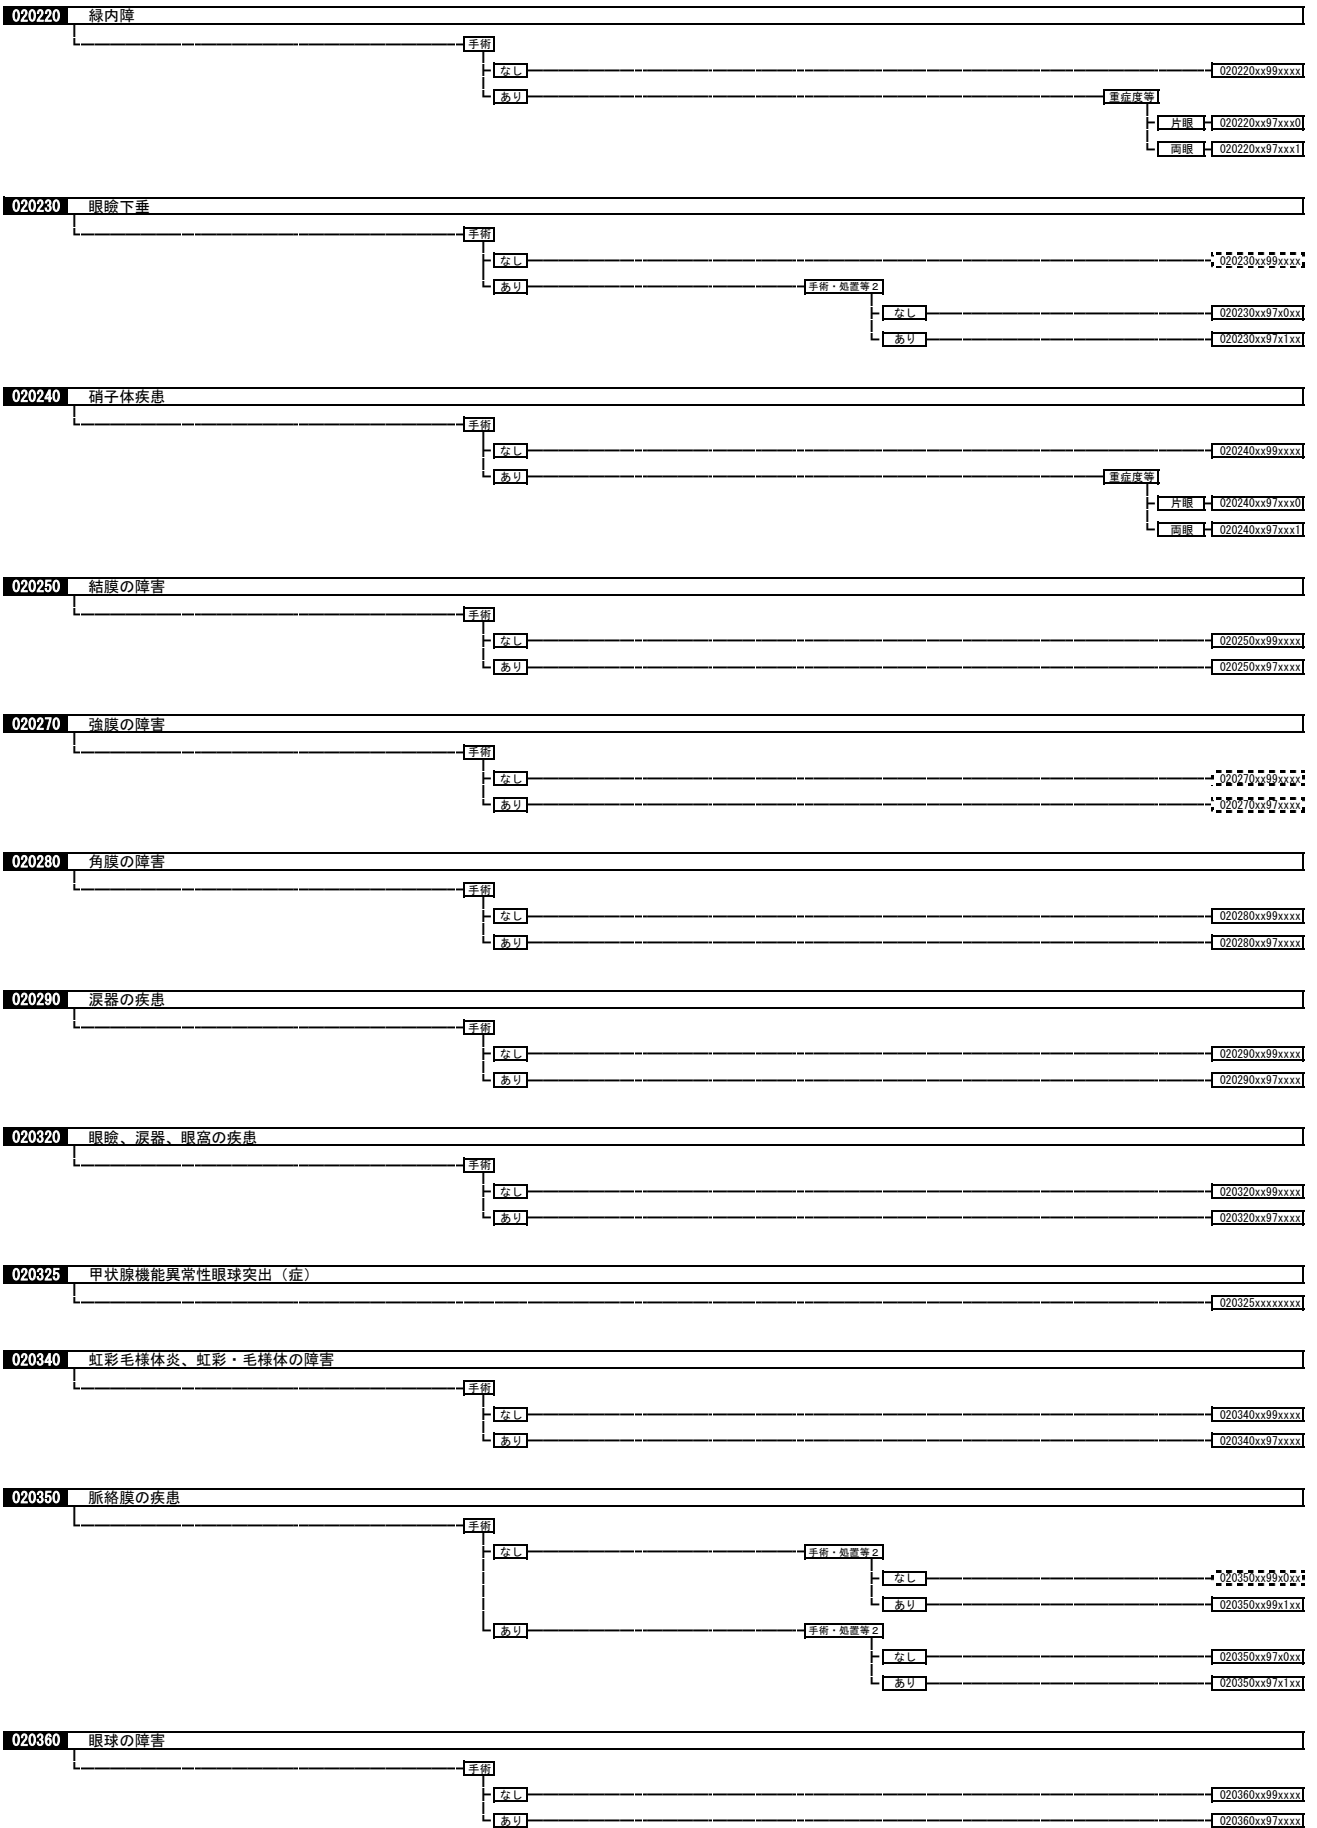 020220 緑内障
手術
なし 020220xx99xxxx
あり 重症度等
片眼 020220xx97xxx0
両眼 020220xx97xxx1
020230 眼瞼下垂
手術
なし 020230xx99xxxx
あり 手術・処置等2
なし 020230xx97x0xx
あり 020230xx97x1xx
020240 硝子体疾患
手術
なし 020240xx99xxxx
あり 重症度等
片眼 020240xx97xxx0
両眼 020240xx97xxx1
020250 結膜の障害
手術
なし 020250xx99xxxx
あり 020250xx97xxxx
020270 強膜の障害
手術
なし 020270xx99xxxx
あり 020270xx97xxxx
020280 角膜の障害
手術
なし 020280xx99xxxx
あり 020280xx97xxxx
020290 涙器の疾患
手術
なし 020290xx99xxxx
あり 020290xx97xxxx
020320 眼瞼、涙器、眼窩の疾患
手術
なし 020320xx99xxxx
あり 020320xx97xxxx
020325 甲状腺機能異常性眼球突出（症）
020325xxxxxxxx
020340 虹彩毛様体炎、虹彩・毛様体の障害
手術
なし 020340xx99xxxx
あり 020340xx97xxxx
020350 脈絡膜の疾患
手術
なし 手術・処置等2
なし 020350xx99x0xx
あり 020350xx99x1xx
あり 手術・処置等2
なし 020350xx97x0xx
あり 020350xx97x1xx
020360 眼球の障害
手術
なし 020360xx99xxxx
あり 020360xx97xxxx